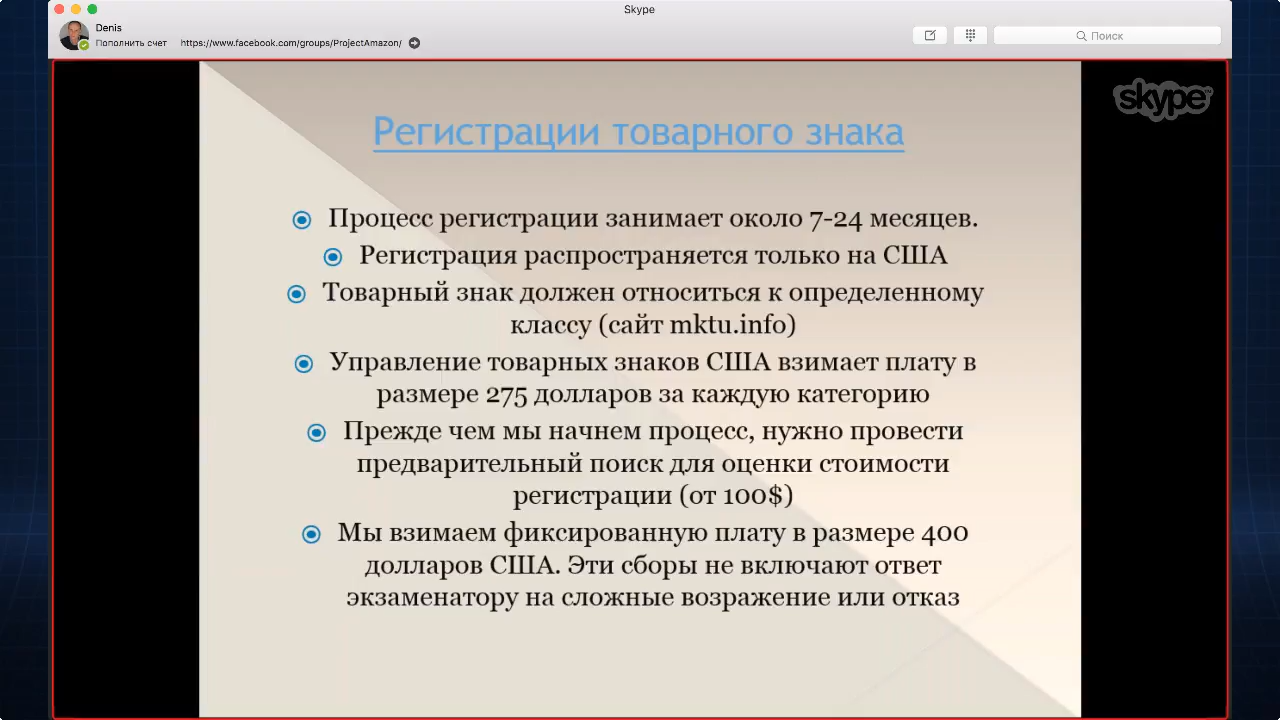 Skype
Denis
Пополнить счет https://www.facebook.com/groups/ProjectAmazon/
Поиск
skype™
Регистрации товарного знака
Процесс регистрации занимает около 7-24 месяцев.
Регистрация распространяется только на США
Товарный знак должен относиться к определенному
классу (сайт mktu.info)
Управление товарных знаков США взимает плату в
размере 275 долларов за каждую категорию
Прежде чем мы начнем процесс, нужно провести
предварительный поиск для оценки стоимости
регистрации (от 100$)
Мы взимаем фиксированную плату в размере 400
долларов США. Эти сборы не включают ответ
экзаменатору на сложные возражение или отказ